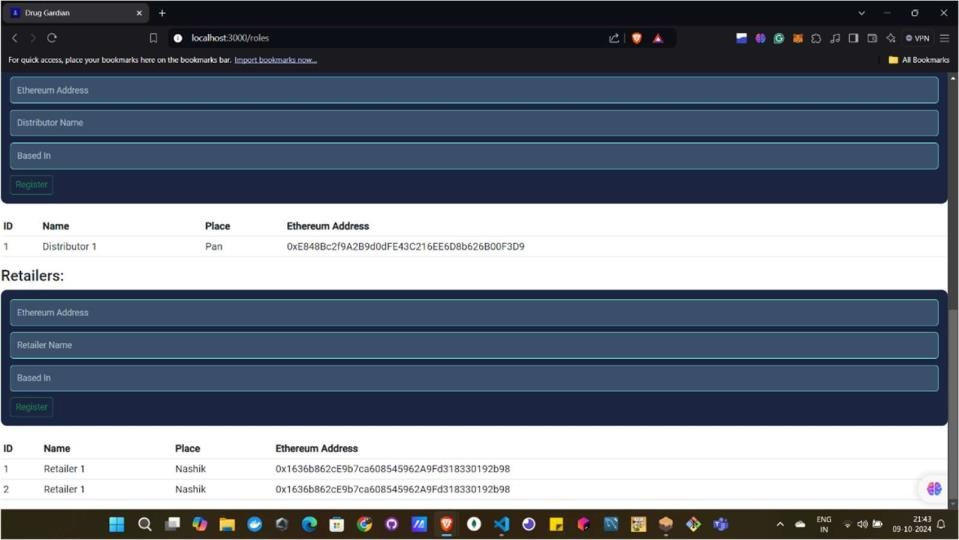 Drug Gardian
localhost:3000/roles
VPN
For quick access, place your bookmarks here on the bookmarks bar. Import bookmarks now...
All Bookmarks
Ethereum Address
Distributor Name
Based In
Register
ID Name Place Ethereum Address
1 Distributor 1 Pan 0xE848Bc2f9A2B9d0dFE43C216EE6D8b626B00F3D9
Retailers:
Ethereum Address
Retailer Name
Based In
Register
ID Name Place Ethereum Address
1 Retailer 1 Nashik 0x1636b862cE9b7ca608545962A9Fd318330192b98
2 Retailer 1 Nashik 0x1636b862cE9b7ca608545962A9Fd318330192b98
ENG
IN
21:43
09-10-2024